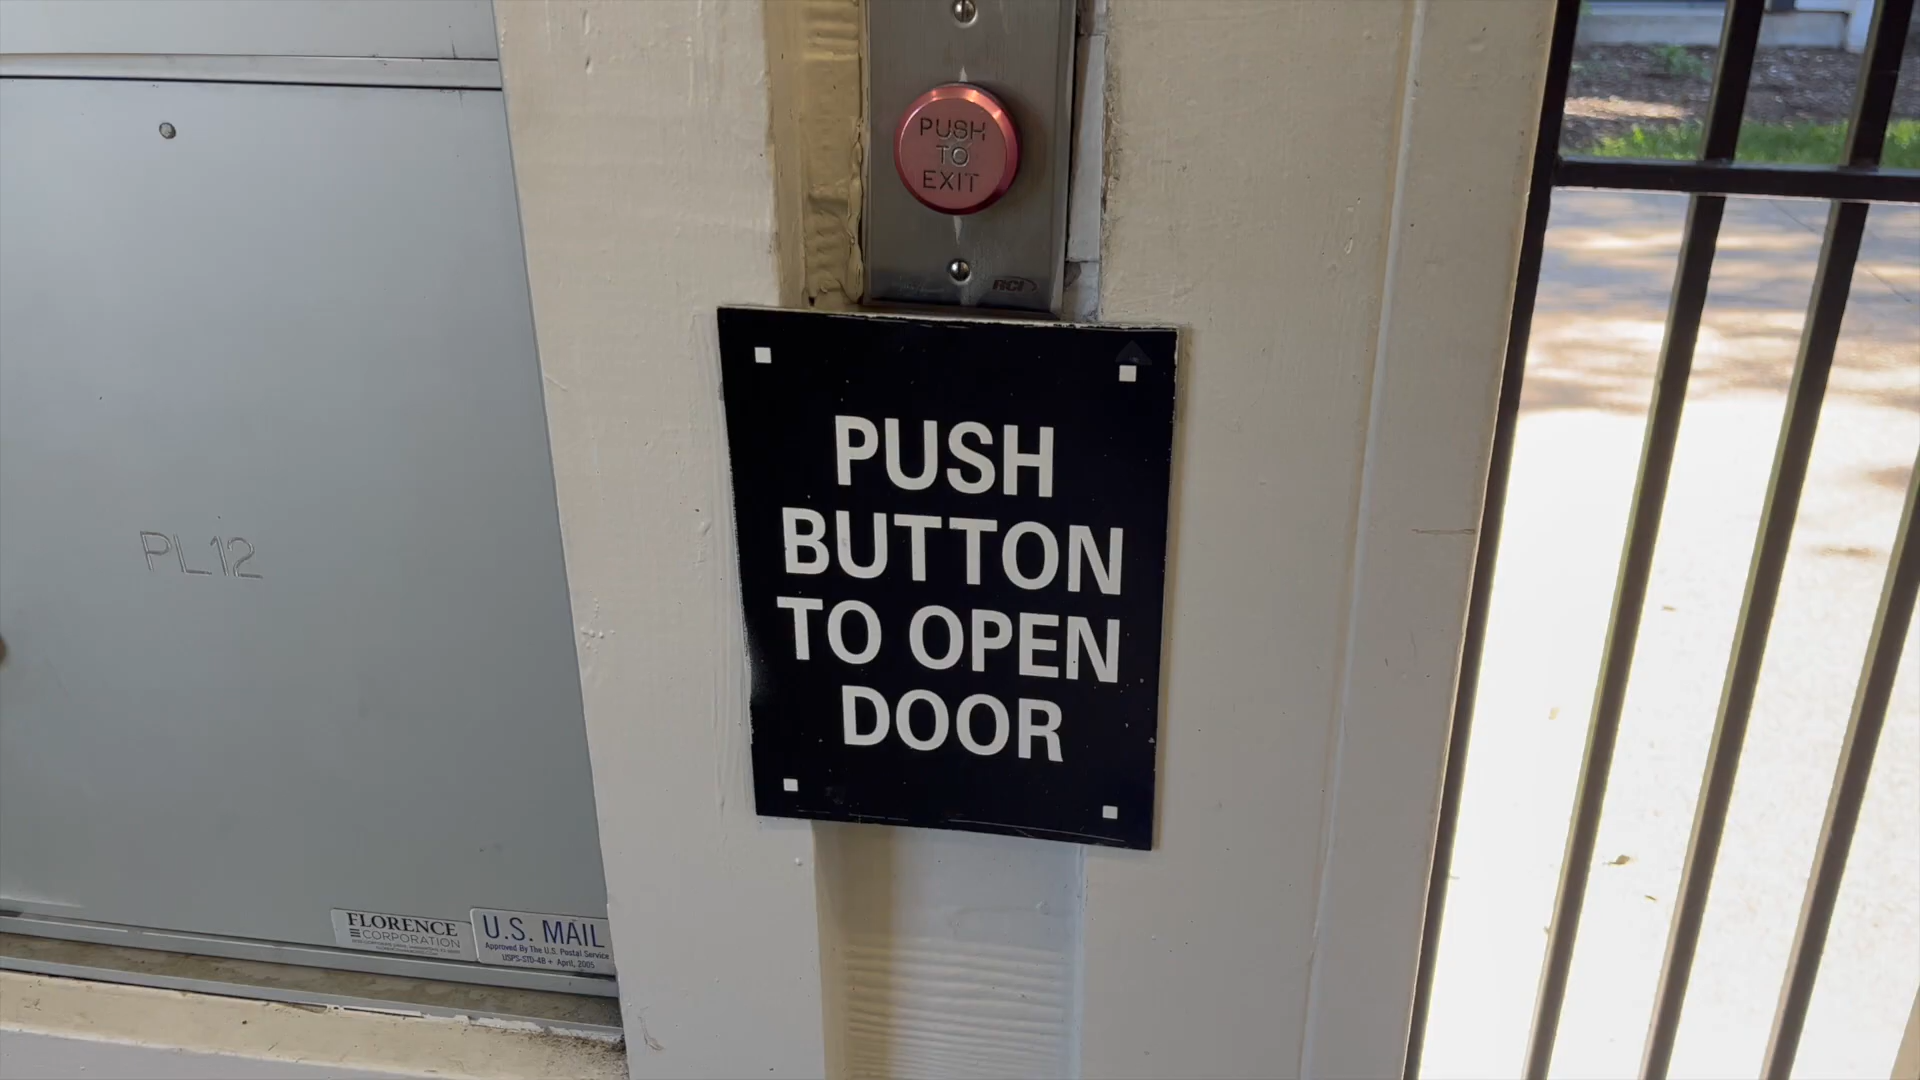 PUSH
TO
EXIT
RCI
PUSH
BUTTON
TO OPEN
DOOR
PL12
FLORENCE
CORPORATION
U.S. MAIL
Approved By The U.S. Postal Service
USPS-STD-4B + April, 2005